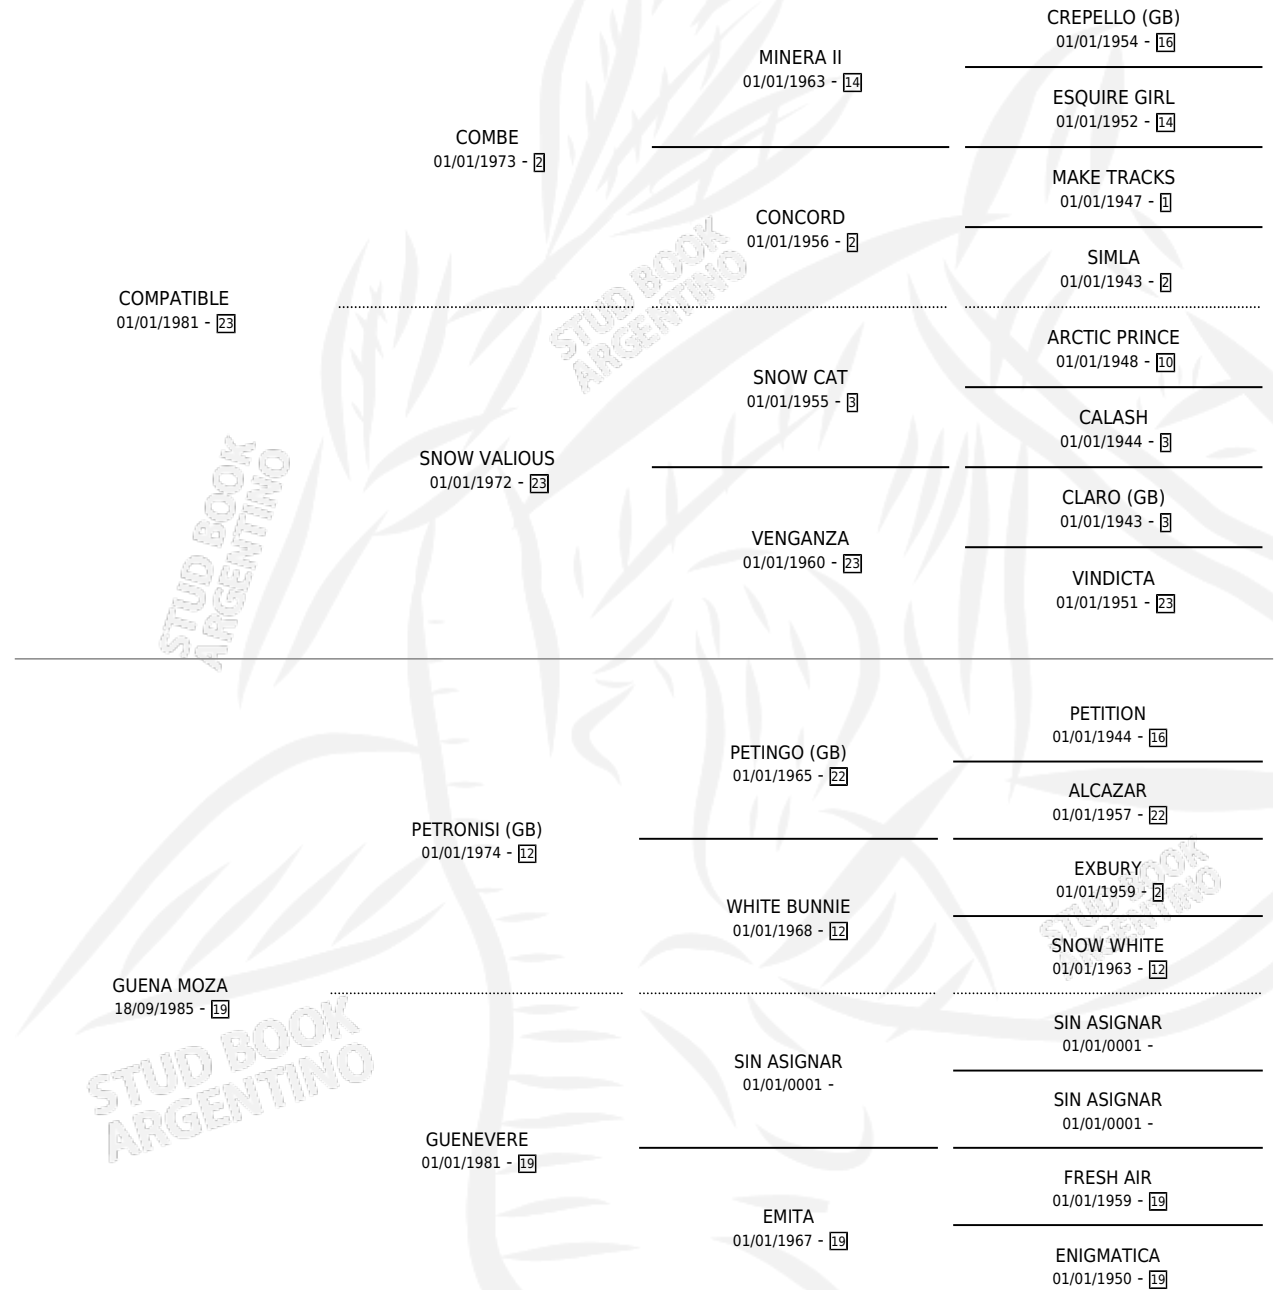 CREPELLO (GB)
01/01/1954 - 16
MINERA II
01/01/1963 - 14
ESQUIRE GIRL
01/01/1952 - 14
COMBE
01/01/1973 - 2
MAKE TRACKS
01/01/1947 - 1
CONCORD
01/01/1956 - 2
SIMLA
01/01/1943 - 2
COMPATIBLE
01/01/1981 - 23
ARCTIC PRINCE
01/01/1948 - 10
SNOW CAT
01/01/1955 - 3
CALASH
01/01/1944 - 3
SNOW VALIOUS
01/01/1972 - 23
CLARO (GB)
01/01/1943 - 3
VENGANZA
01/01/1960 - 23
VINDICTA
01/01/1951 - 23
PETITION
01/01/1944 - 16
PETINGO (GB)
01/01/1965 - 22
ALCAZAR
01/01/1957 - 22
PETRONISI (GB)
01/01/1974 - 12
EXBURY
01/01/1959 - 2
WHITE BUNNIE
01/01/1968 - 12
SNOW WHITE
01/01/1963 - 12
GUENA MOZA
18/09/1985 - 19
SIN ASIGNAR
01/01/0001 -
SIN ASIGNAR
01/01/0001 -
SIN ASIGNAR
01/01/0001 -
GUENEVERE
01/01/1981 - 19
FRESH AIR
01/01/1959 - 19
EMITA
01/01/1967 - 19
ENIGMATICA
01/01/1950 - 19
STUD BOOK
ARGENTINO
STUD BOOK
ARGENTINO
STUD BOOK
ARGENTINO
STUD BOOK
ARGENTINO